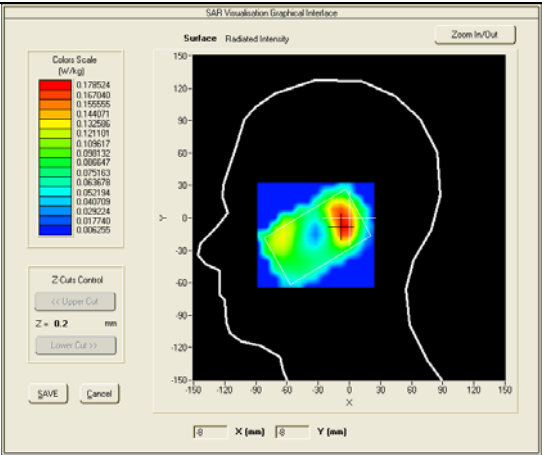 SAR Visualisation Graphical Interface
Surface Radiated Intensity
Zoom In/Out
Colors Scale
(W/kg)
0.178524
0.167040
0.155555
0.144071
0.132586
0.121101
0.109617
0.098132
0.086647
0.075163
0.063678
0.052194
0.040709
0.029224
0.017740
0.006255
150-
120-
90-
60-
30-
0-
-30-
-60-
-90-
-120-
-150-
Y
-150 -120 -90 -60 -30 0 30 60 90 120 150
X
Z-Cuts Control
<< Upper Cut
Z = 0.2 mm
Lower Cut >>
SAVE Cancel
-8 X (mm) -8 Y (mm)